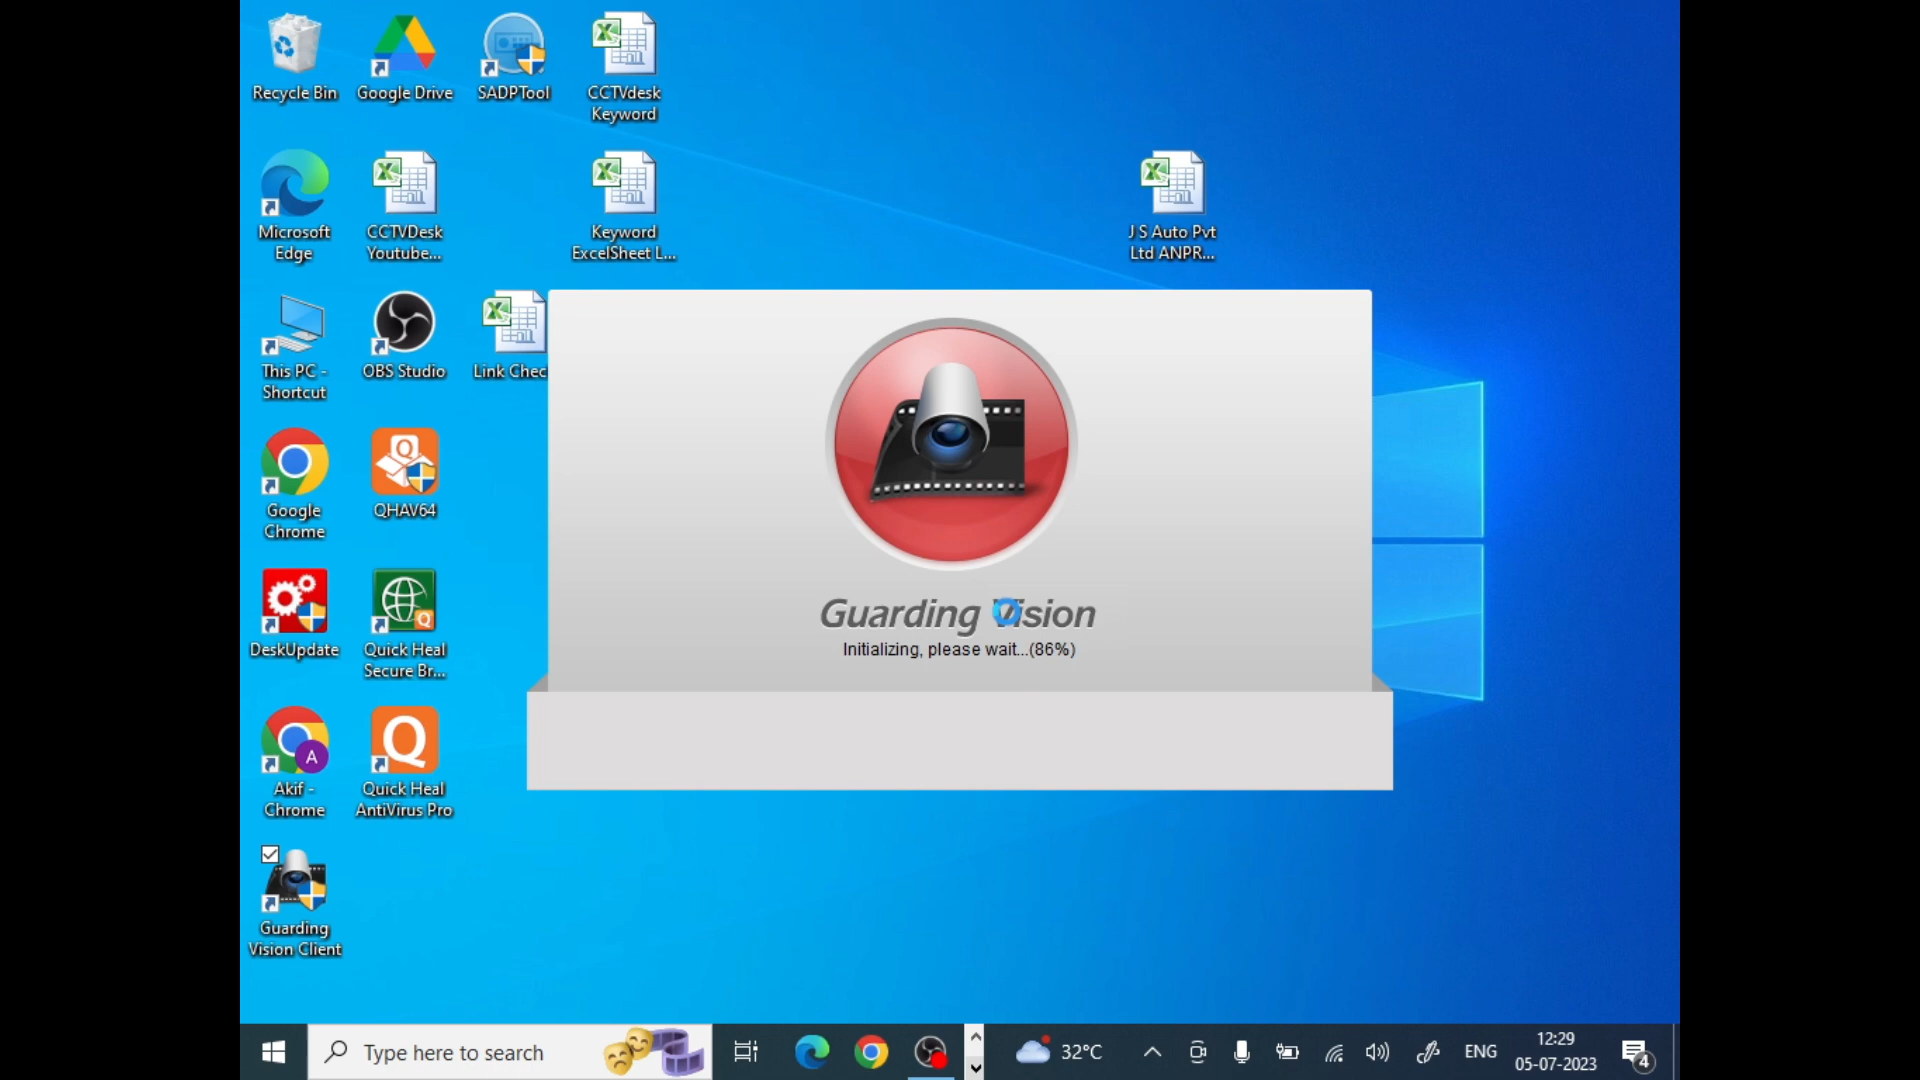 Recycle Bin
Google Drive
SADPTool
CCTVdesk
Keyword
Microsoft
Edge
CCTVDesk
Youtube...
Keyword
ExcelSheet L...
J S Auto Pvt
Ltd ANPR...
This PC -
Shortcut
OBS Studio
Link Chec
Google
Chrome
QHAV64
DeskUpdate
Quick Heal
Secure Br...
Akif -
Chrome
Quick Heal
AntiVirus Pro
Guarding
Vision Client
Guarding Vision
Initializing, please wait...(86%)
Type here to search
32°C
ENG
12:29
05-07-2023
4